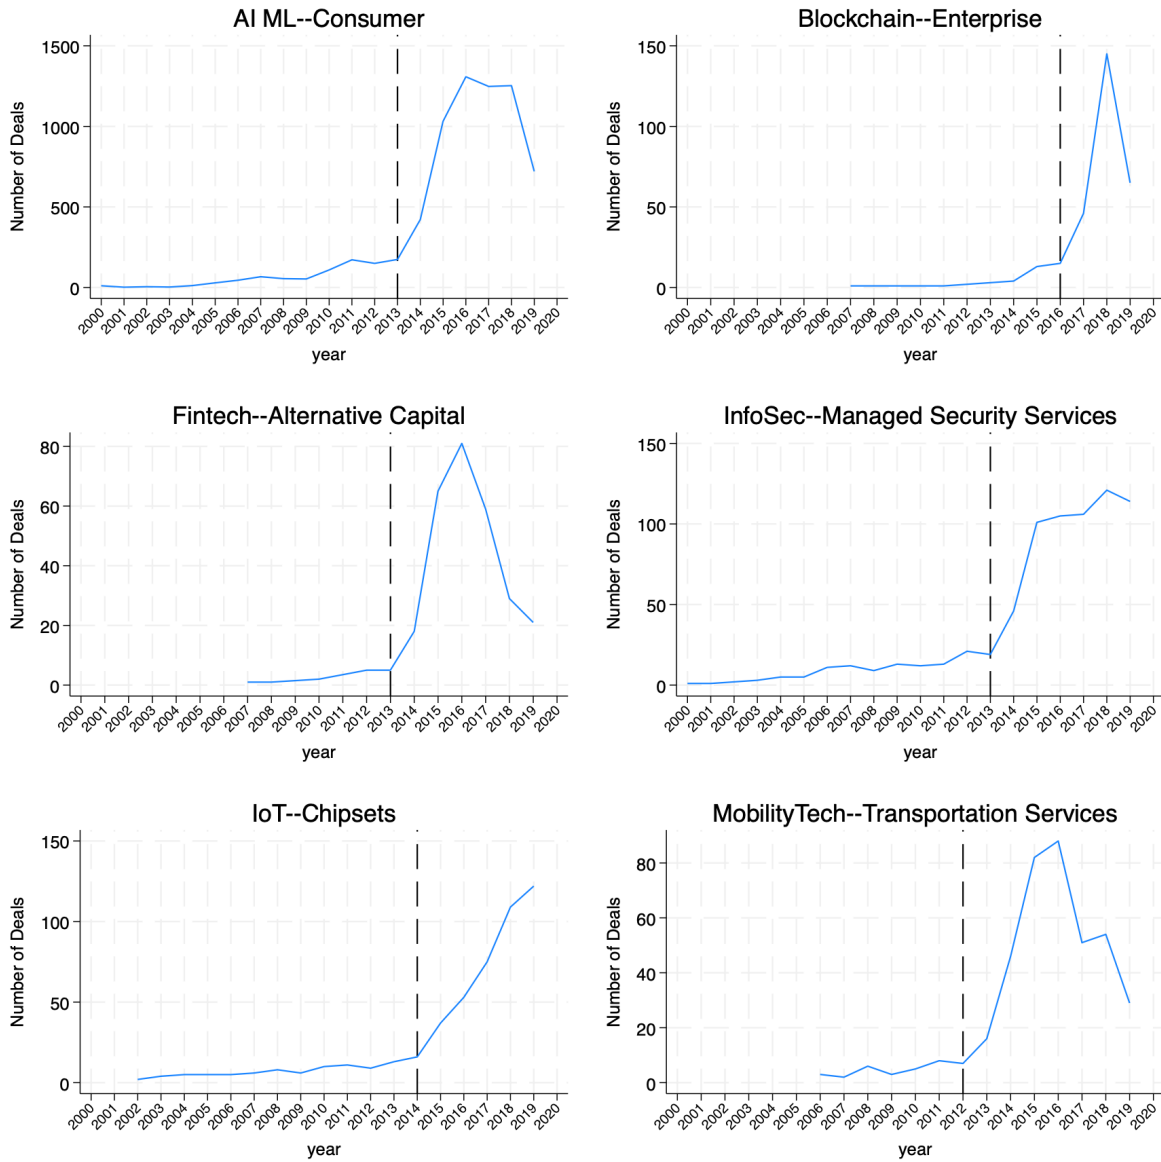 AI ML--Consumer
Number of Deals
1500
1000
500
0
2000 2001 2002 2003 2004 2005 2006 2007 2008 2009 2010 2011 2012 2013 2014 2015 2016 2017 2018 2019 2020
year
Blockchain--Enterprise
Number of Deals
150
100
50
0
2000 2001 2002 2003 2004 2005 2006 2007 2008 2009 2010 2011 2012 2013 2014 2015 2016 2017 2018 2019 2020
year
Fintech--Alternative Capital
Number of Deals
80
60
40
20
0
2000 2001 2002 2003 2004 2005 2006 2007 2008 2009 2010 2011 2012 2013 2014 2015 2016 2017 2018 2019 2020
year
InfoSec--Managed Security Services
Number of Deals
150
100
50
0
2000 2001 2002 2003 2004 2005 2006 2007 2008 2009 2010 2011 2012 2013 2014 2015 2016 2017 2018 2019 2020
year
IoT--Chipsets
Number of Deals
150
100
50
0
2000 2001 2002 2003 2004 2005 2006 2007 2008 2009 2010 2011 2012 2013 2014 2015 2016 2017 2018 2019 2020
year
MobilityTech--Transportation Services
Number of Deals
80
60
40
20
0
2000 2001 2002 2003 2004 2005 2006 2007 2008 2009 2010 2011 2012 2013 2014 2015 2016 2017 2018 2019 2020
year